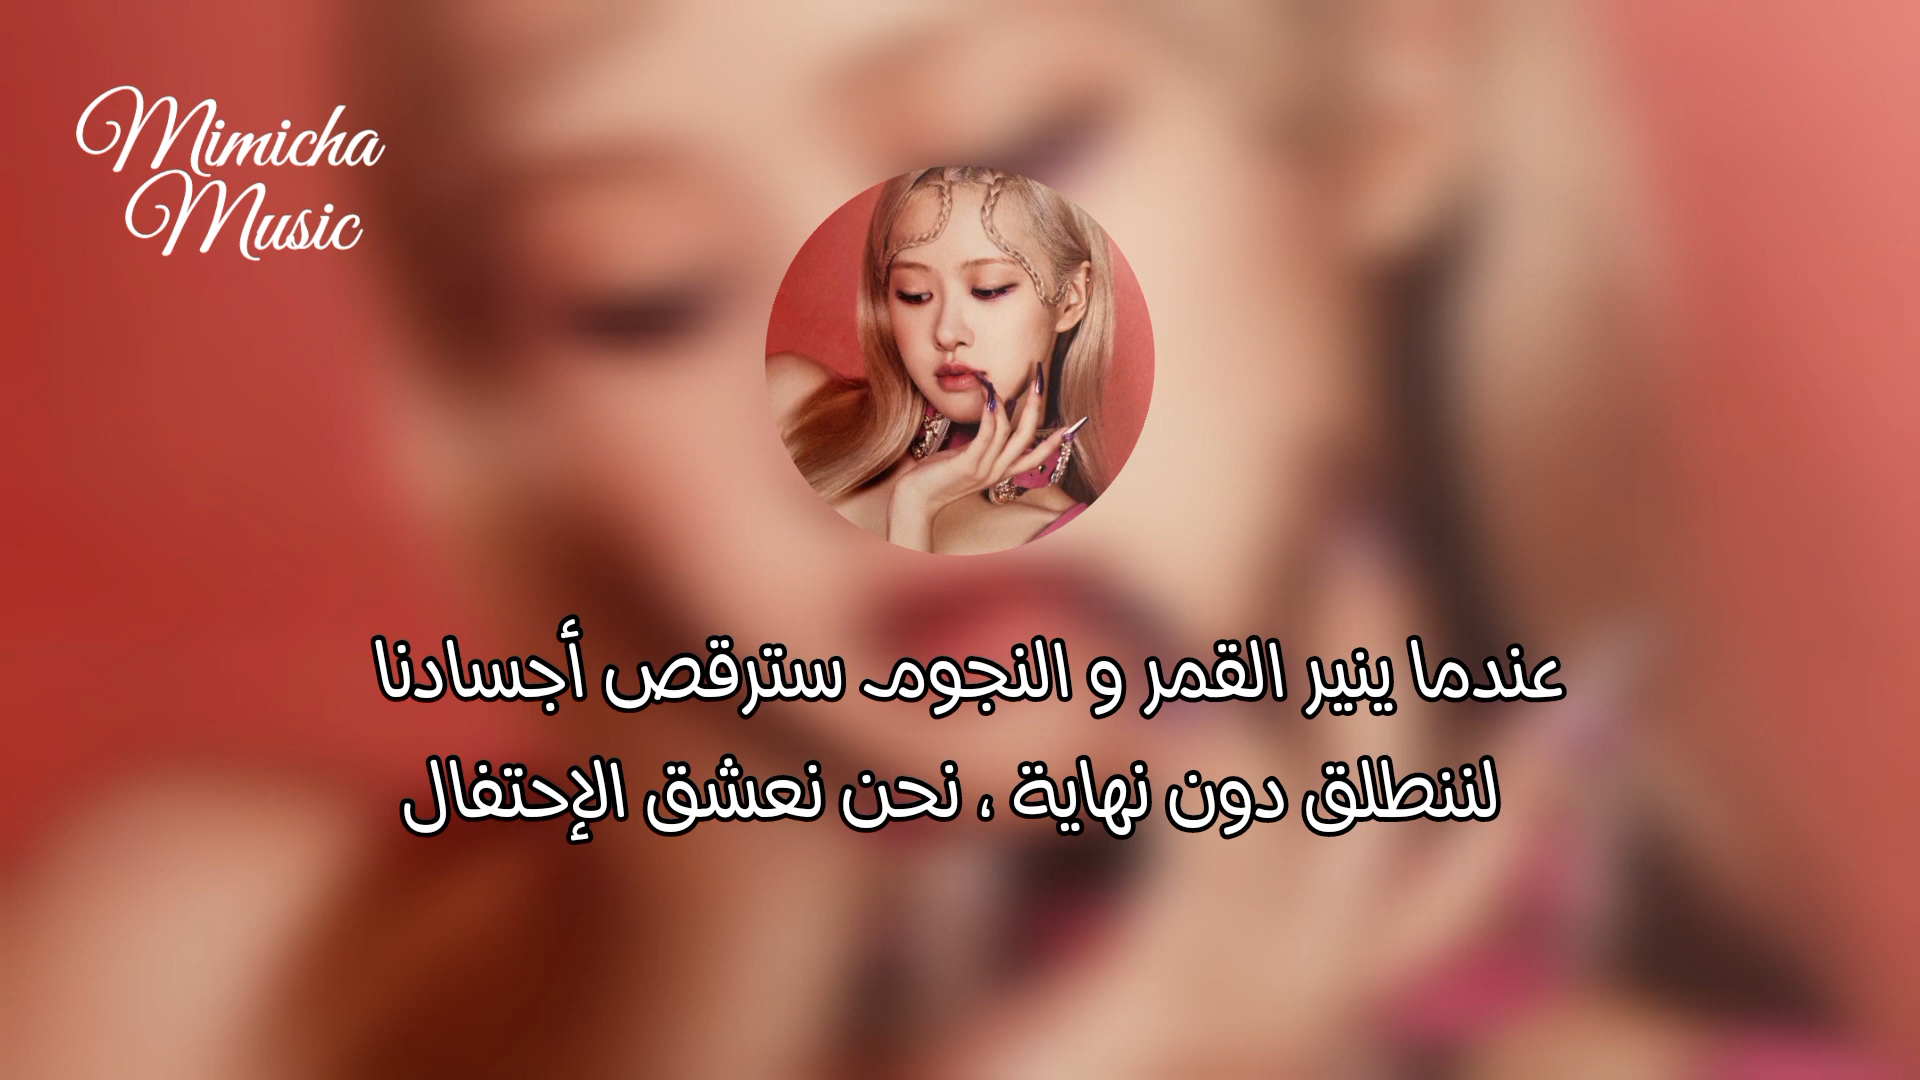 Mimicha
Music
عندما ينير القمر و النجوم سترقص أجسادنا
لننطلق دون نهاية ، نحن نعشق الإحتفال